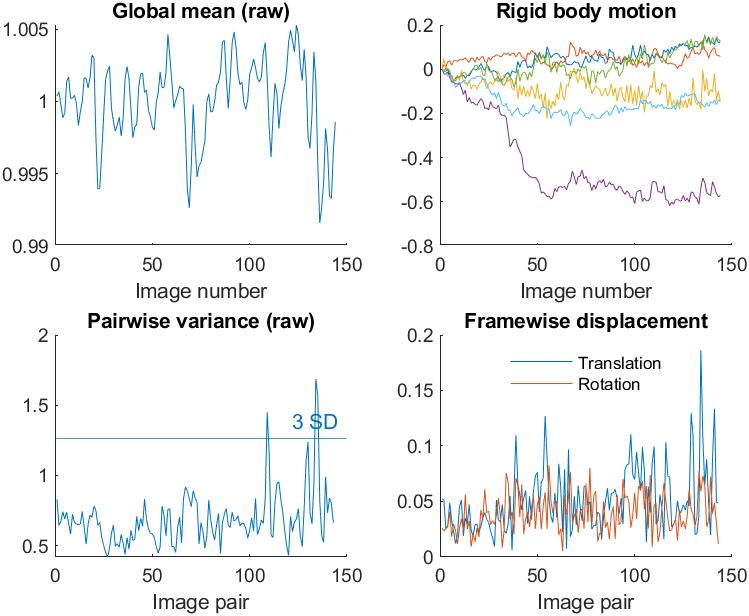 Global mean (raw)
1.005
1
0.995
0.99
0 50 100 150
Image number
Rigid body motion
0.2
0
-0.2
-0.4
-0.6
-0.8
0 50 100 150
Image number
Pairwise variance (raw)
2
1.5
1
0.5
3 SD
0 50 100 150
Image pair
Framewise displacement
0.2
0.15
0.1
0.05
0
Translation
Rotation
0 50 100 150
Image pair